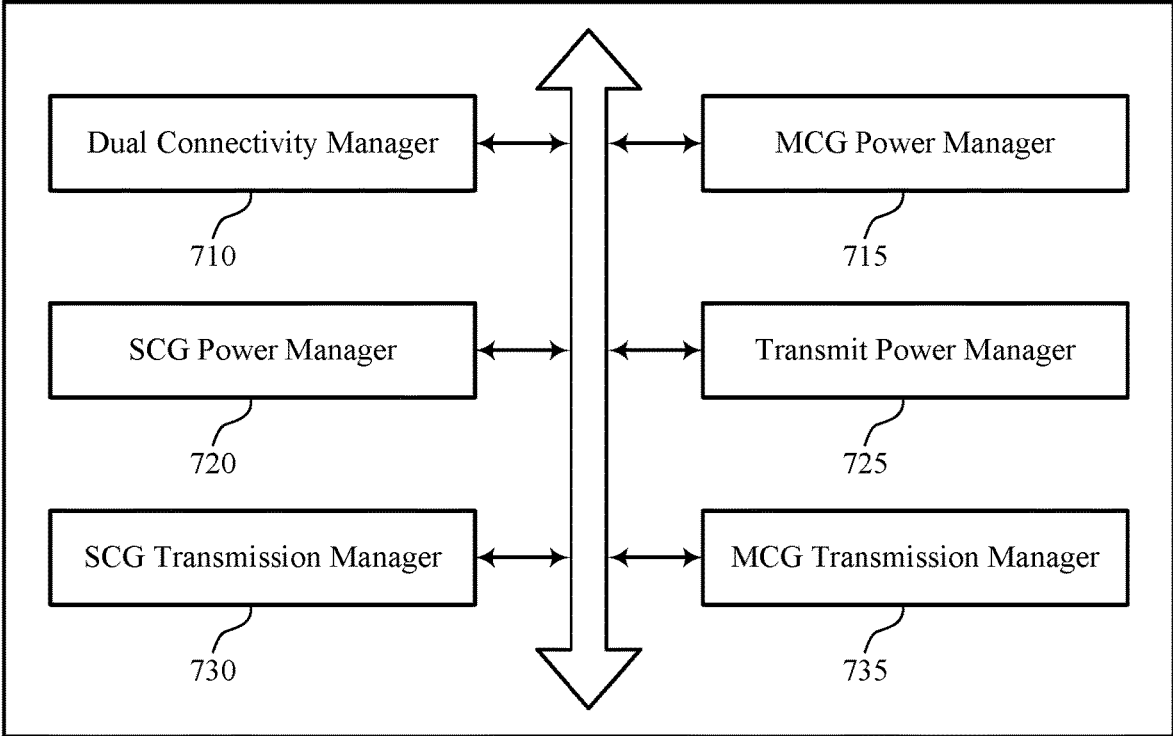 Dual Connectivity Manager
710
MCG Power Manager
715
SCG Power Manager
720
Transmit Power Manager
725
SCG Transmission Manager
730
MCG Transmission Manager
735